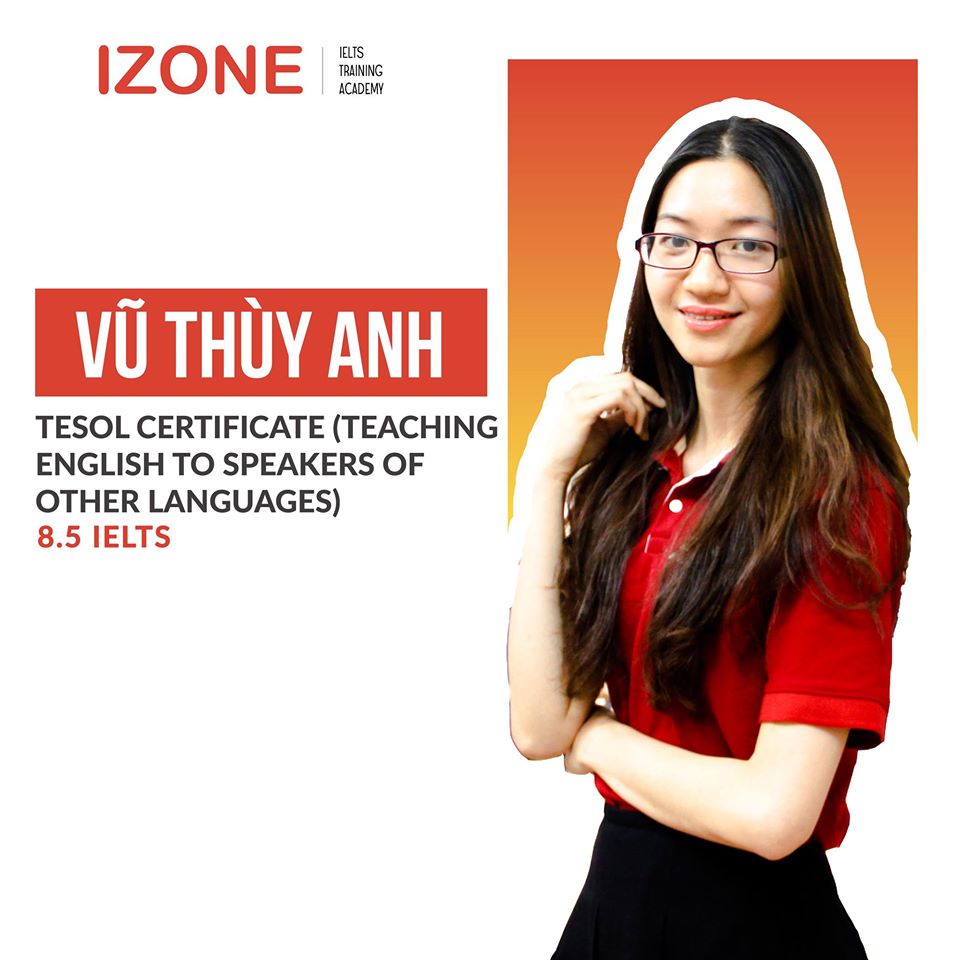 IZONE
IELTS
TRAINING
ACADEMY
VŨ THÙY ANH
TESOL CERTIFICATE (TEACHING
ENGLISH TO SPEAKERS OF
OTHER LANGUAGES)
8.5 IELTS